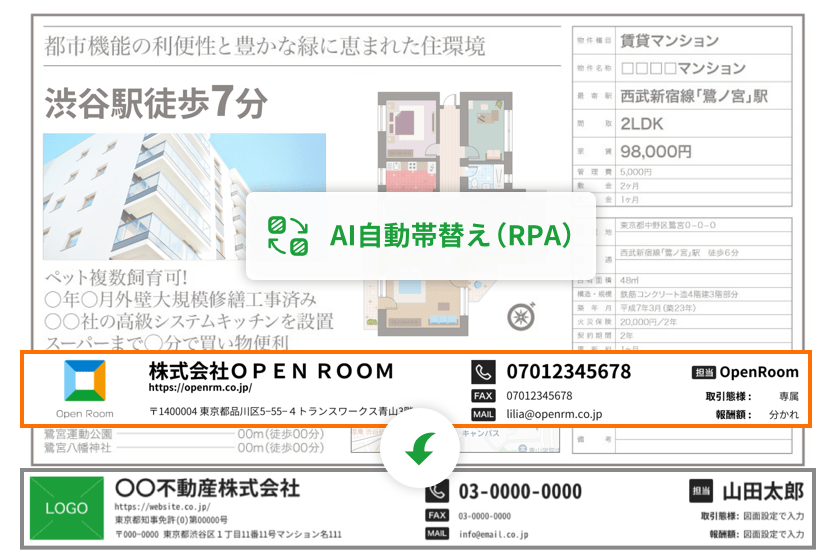 都市機能の利便性と豊かな緑に恵まれた住環境
渋谷駅徒歩7分
物件種目 賃貸マンション
物件名称 □□□□マンション
最寄駅 西武新宿線「鷺ノ宮」駅
間取 2LDK
家賃 98,000円
管理費 5,000円
敷金 2ヶ月
金 1ヶ月
地 東京都中野区鷺宮0-0-0
西武新宿線「鷺ノ宮」駅 徒歩6分
AI自動帯替え(RPA)
占有面積 48㎡
構造・規模 鉄筋コンクリート造4階建3階部分
築年月 平成7年3月(築23年)
火災保険 20,000円/2年
契約期間 2年
ペット複数飼育可!
〇年〇月外壁大規模修繕工事済み
〇〇社の高級システムキッチンを設置
スーパーまで〇分で買い物便利
Open Room
株式会社OPEN ROOM
https://openrm.co.jp/
〒1400004 東京都品川区5-55-4トランスワークス青山3階
07012345678
FAX 07012345678
MAIL lilia@openrm.co.jp
担当 OpenRoom
取引態様: 専属
報酬額: 分かれ
鷺宮運動公園 00m(徒歩00分)
鷺宮八幡神社 00m(徒歩00分)
キャンパス
備考
LOGO
〇〇不動産株式会社
https://website.co.jp/
東京都知事免許(0)第00000号
〒000-0000 東京都渋谷区1丁目11番11号マンション名111
03-0000-0000
FAX 03-0000-0000
MAIL info@email.co.jp
担当 山田太郎
取引態様: 図面設定で入力
報酬額: 図面設定で入力